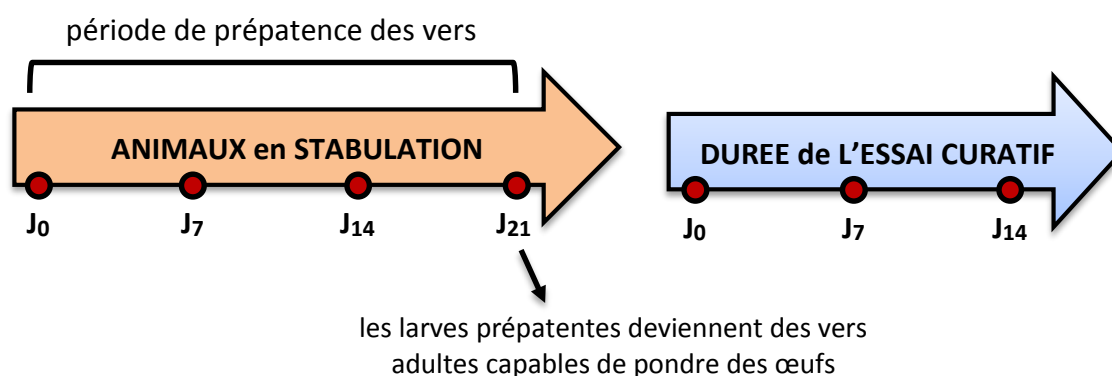 période de prépatence des vers
ANIMAUX en STABULATION
J0 J7 J14 J21
DUREE de L’ESSAI CURATIF
J0 J7 J14
les larves prépatentes deviennent des vers
adultes capables de pondre des œufs